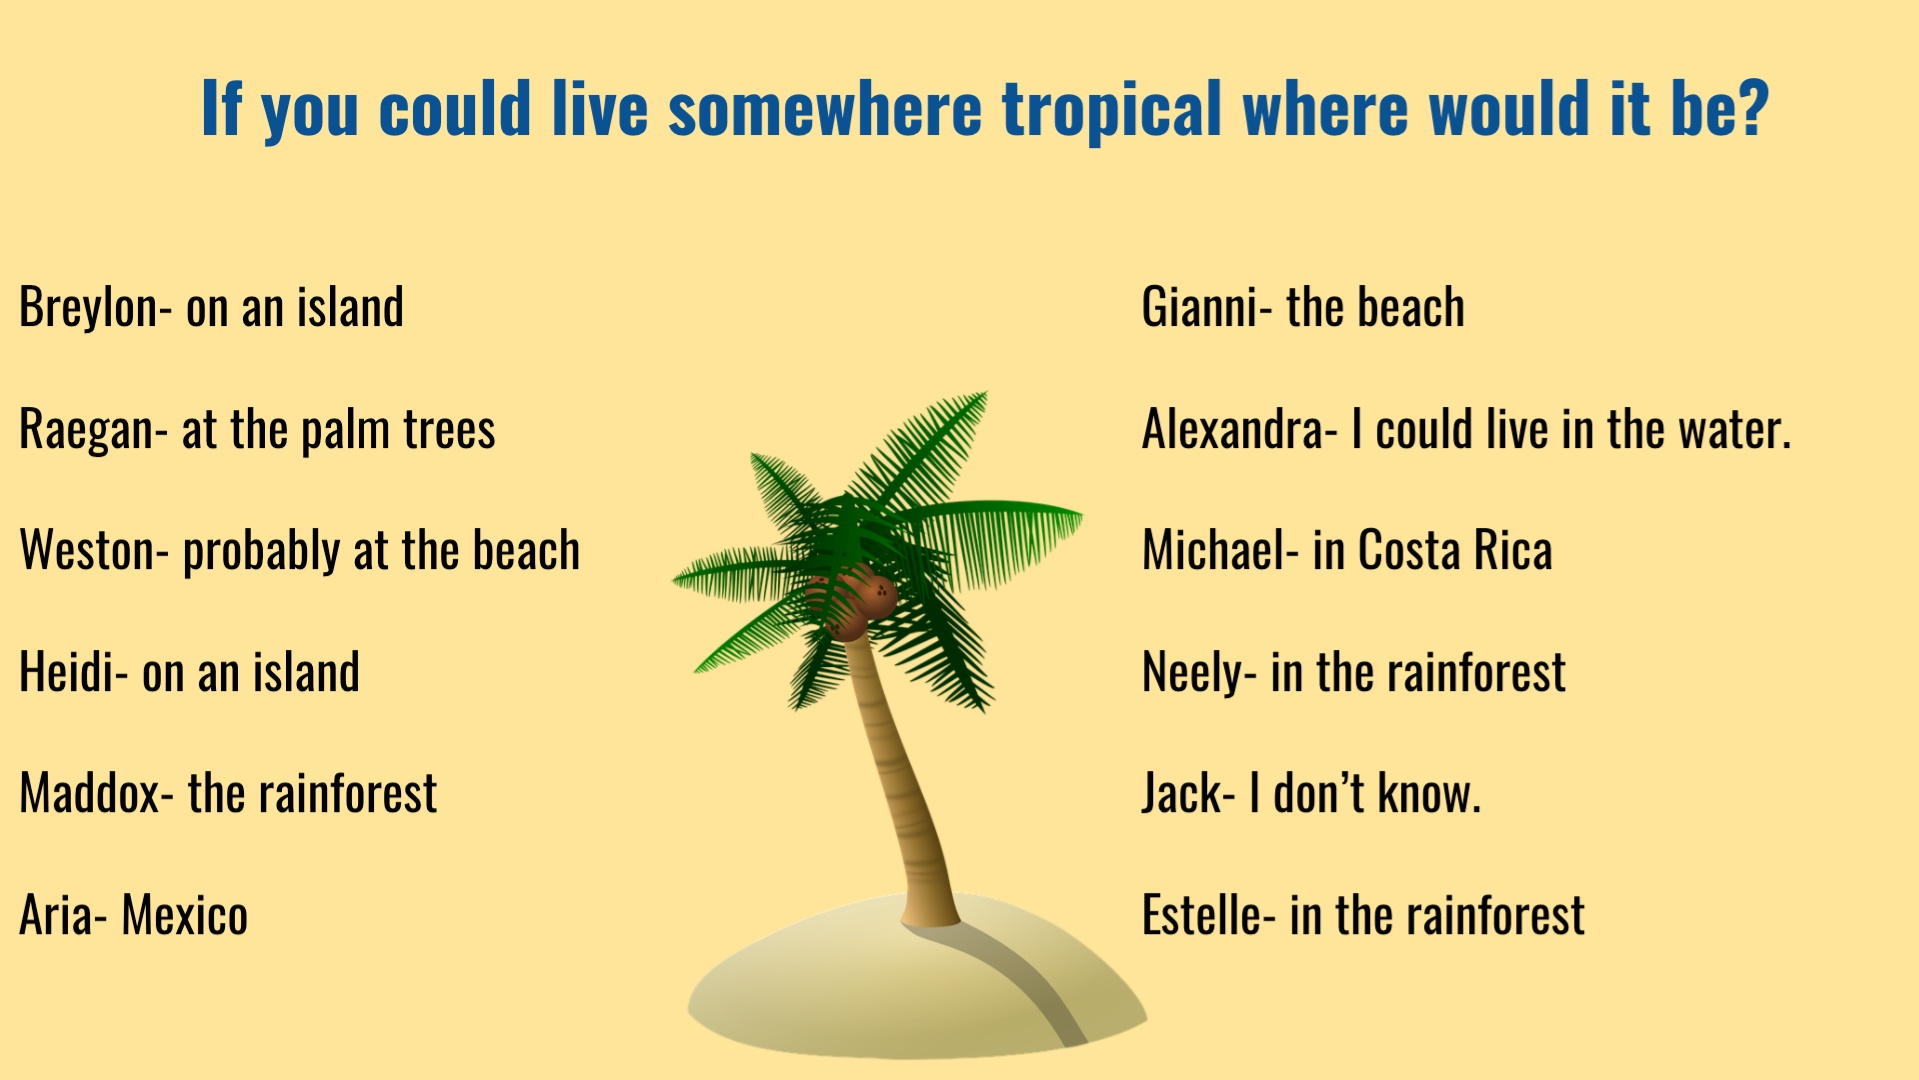 If you could live somewhere tropical where would it be?
Breylon- on an island
Raegan- at the palm trees
Weston- probably at the beach
Heidi- on an island
Maddox- the rainforest
Aria- Mexico
Gianni- the beach
Alexandra- I could live in the water.
Michael- in Costa Rica
Neely- in the rainforest
Jack- I don’t know.
Estelle- in the rainforest